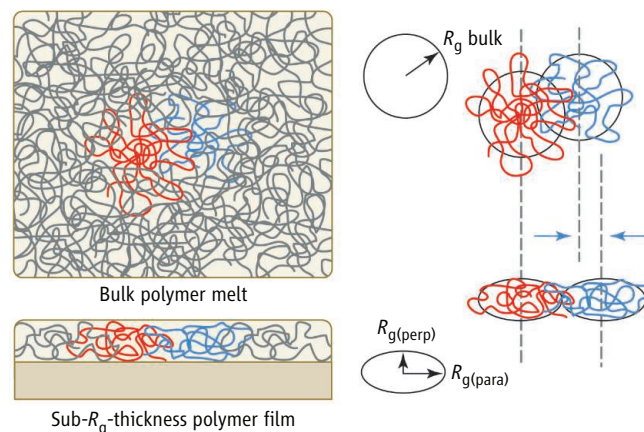 Bulk polymer melt
Sub-Rg-thickness polymer film
Rg bulk
Rg(perp)
Rg(para)